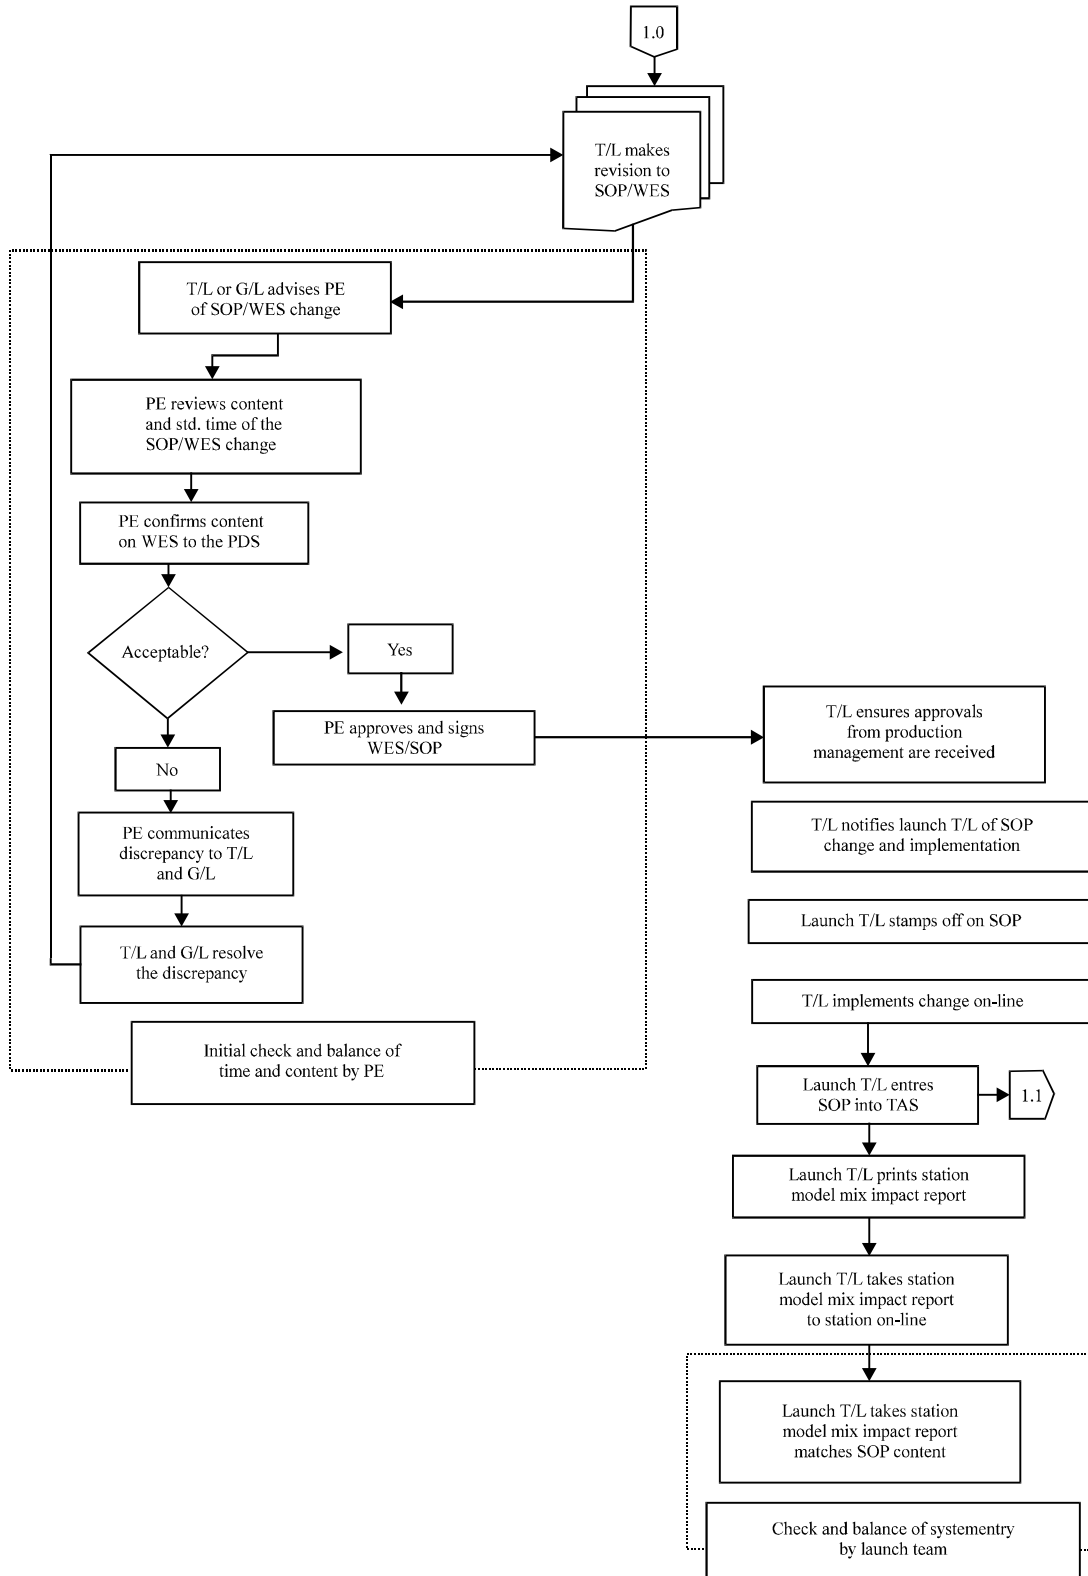 1.0
T/L makes
revision to
SOP/WES
T/L or G/L advises PE
of SOP/WES change
PE reviews content
and std. time of the
SOP/WES change
PE confirms content
on WES to the PDS
Acceptable?
Yes
PE approves and signs
WES/SOP
No
PE communicates
discrepancy to T/L
and G/L
T/L and G/L resolve
the discrepancy
Initial check and balance of
time and content by PE
T/L ensures approvals
from production
management are received
T/L notifies launch T/L of SOP
change and implementation
Launch T/L stamps off on SOP
T/L implements change on-line
Launch T/L entres
SOP into TAS
1.1
Launch T/L prints station
model mix impact report
Launch T/L takes station
model mix impact report
to station on-line
Launch T/L takes station
model mix impact report
matches SOP content
Check and balance of systementry
by launch team